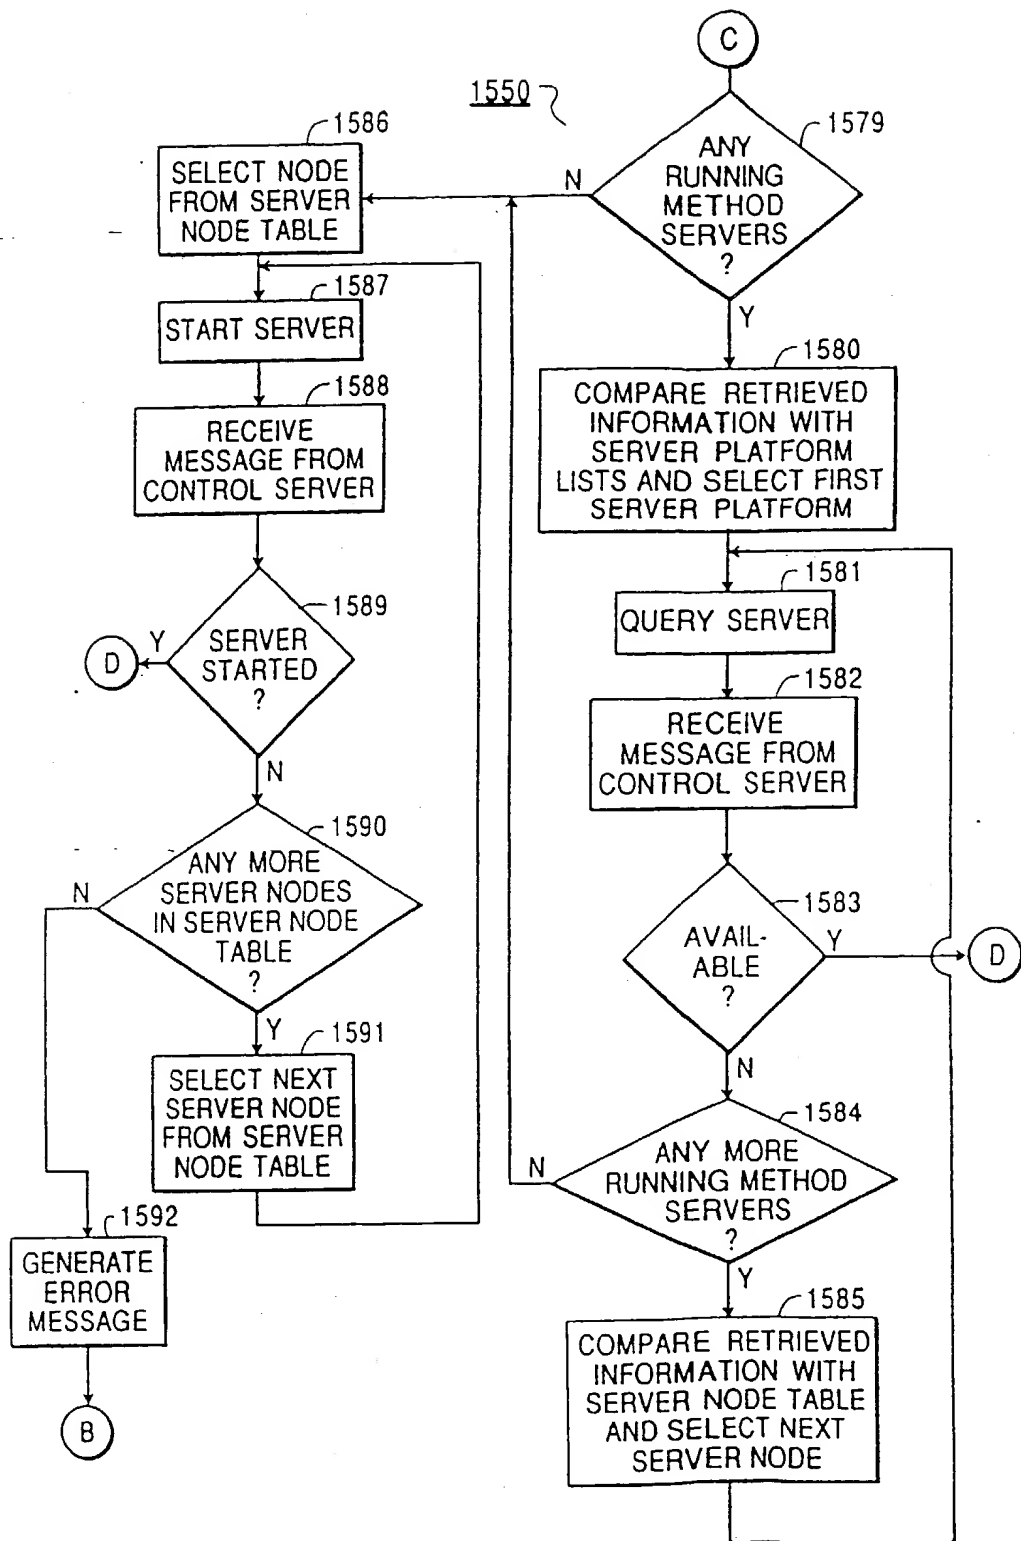 C
1550
1579
ANY
RUNNING
METHOD
SERVERS
?
N
Y
1586
SELECT NODE
FROM SERVER
NODE TABLE
1587
START SERVER
1588
RECEIVE
MESSAGE FROM
CONTROL SERVER
1589
SERVER
STARTED
?
Y
D
N
1590
ANY MORE
SERVER NODES
IN SERVER NODE
TABLE
?
N
Y
1591
SELECT NEXT
SERVER NODE
FROM SERVER
NODE TABLE
1592
GENERATE
ERROR
MESSAGE
B
1580
COMPARE RETRIEVED
INFORMATION WITH
SERVER PLATFORM
LISTS AND SELECT FIRST
SERVER PLATFORM
1581
QUERY SERVER
1582
RECEIVE
MESSAGE FROM
CONTROL SERVER
1583
AVAIL-
ABLE
?
Y
D
N
1584
ANY MORE
RUNNING METHOD
SERVERS
?
N
Y
1585
COMPARE RETRIEVED
INFORMATION WITH
SERVER NODE TABLE
AND SELECT NEXT
SERVER NODE